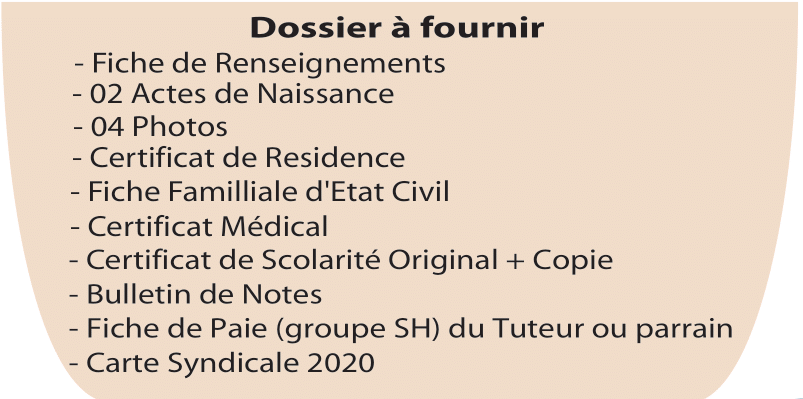 Dossier à fournir
- Fiche de Renseignements
- 02 Actes de Naissance
- 04 Photos
- Certificat de Residence
- Fiche Familliale d'Etat Civil
- Certificat Médical
- Certificat de Scolarité Original + Copie
- Bulletin de Notes
- Fiche de Paie (groupe SH) du Tuteur ou parrain
- Carte Syndicale 2020